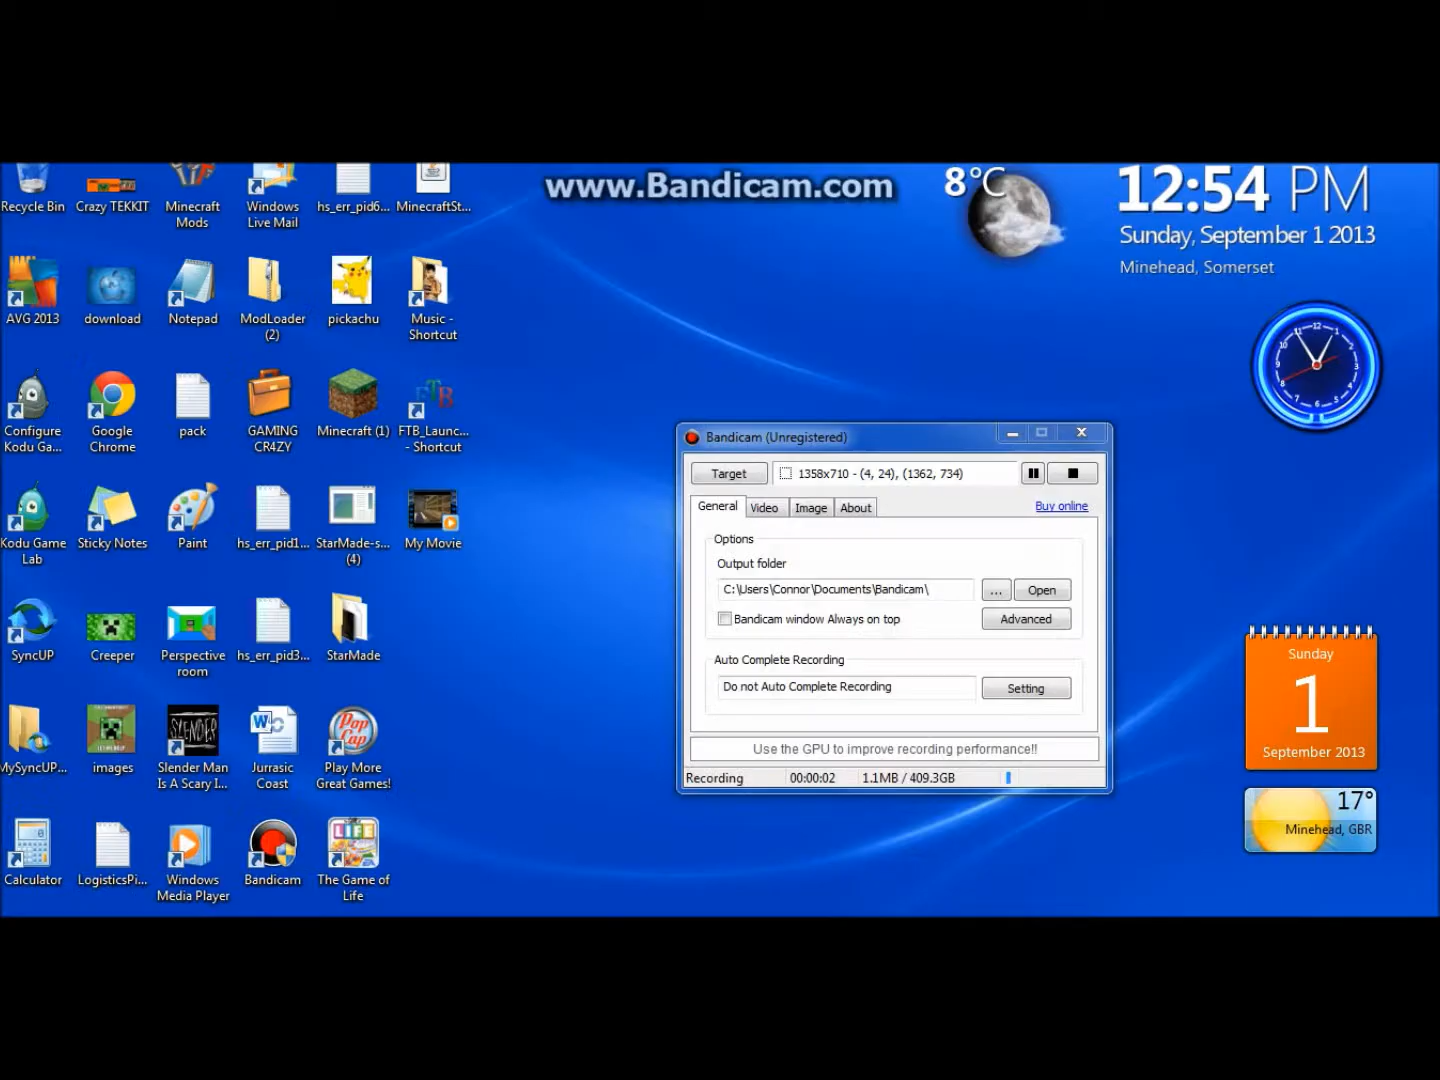 www.Bandicam.com
8°C
12:54 PM
Sunday, September 1 2013
Minehead, Somerset
Recycle Bin
Crazy TEKKIT
Minecraft
Mods
Windows
Live Mail
hs_err_pid6...
MinecraftSt...
AVG 2013
download
Notepad
ModLoader
(2)
pickachu
Music -
Shortcut
Configure
Kodu Ga...
Google
Chrome
pack
GAMING
CR4ZY
Minecraft (1)
FTB_Launc...
- Shortcut
Kodu Game
Lab
Sticky Notes
Paint
hs_err_pid1...
StarMade-s...
(4)
My Movie
SyncUP
Creeper
Perspective
room
hs_err_pid3...
StarMade
MySyncUP...
images
SLENDER
Slender Man
Is A Scary I...
Jurrasic
Coast
Pop
Cap
Play More
Great Games!
Calculator
LogisticsPi...
Windows
Media Player
Bandicam
LIFE
The Game of
Life
Bandicam (Unregistered)
Target
1358x710 - (4, 24), (1362, 734)
General
Video
Image
About
Buy online
Options
Output folder
C:\Users\Connor\Documents\Bandicam\
...
Open
Bandicam window Always on top
Advanced
Auto Complete Recording
Do not Auto Complete Recording
Setting
Use the GPU to improve recording performance!!
Recording
00:00:02
1.1MB / 409.3GB
Sunday
1
September 2013
17°
Minehead, GBR